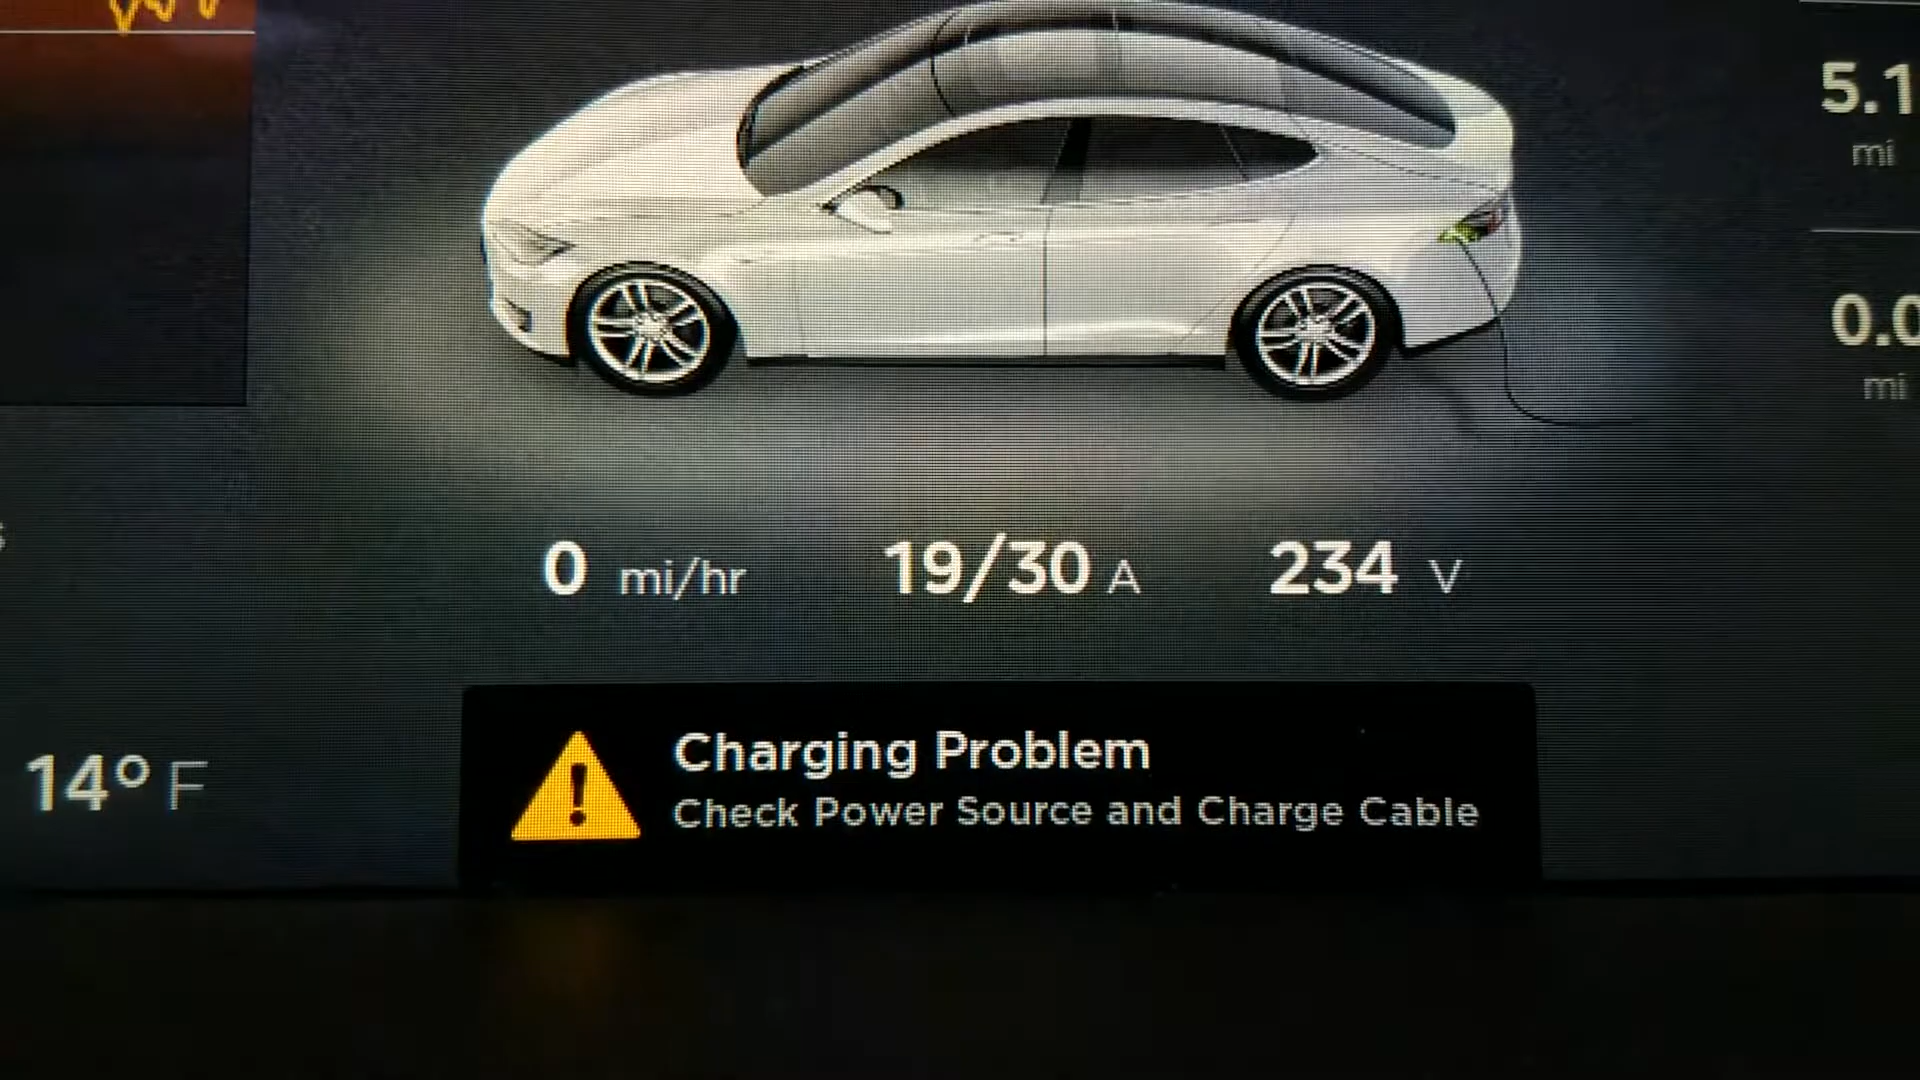 5.1
mi
0.0
mi
0 mi/hr 19/30 A 234 V
14° F
Charging Problem
Check Power Source and Charge Cable